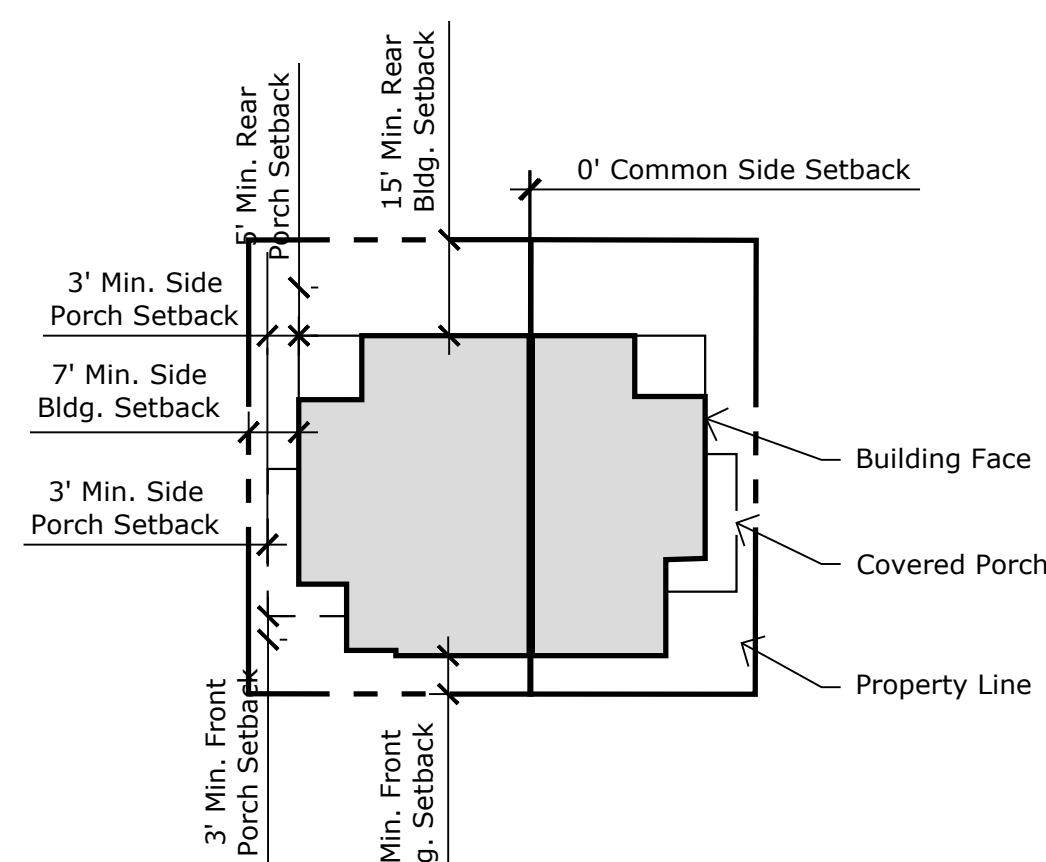 5' Min. Rear
Porch Setback
15' Min. Rear
Bldg. Setback
0' Common Side Setback
3' Min. Side
Porch Setback
7' Min. Side
Bldg. Setback
3' Min. Side
Porch Setback
Building Face
Covered Porch
Property Line
3' Min. Front
Porch Setback
Min. Front
g. Setback